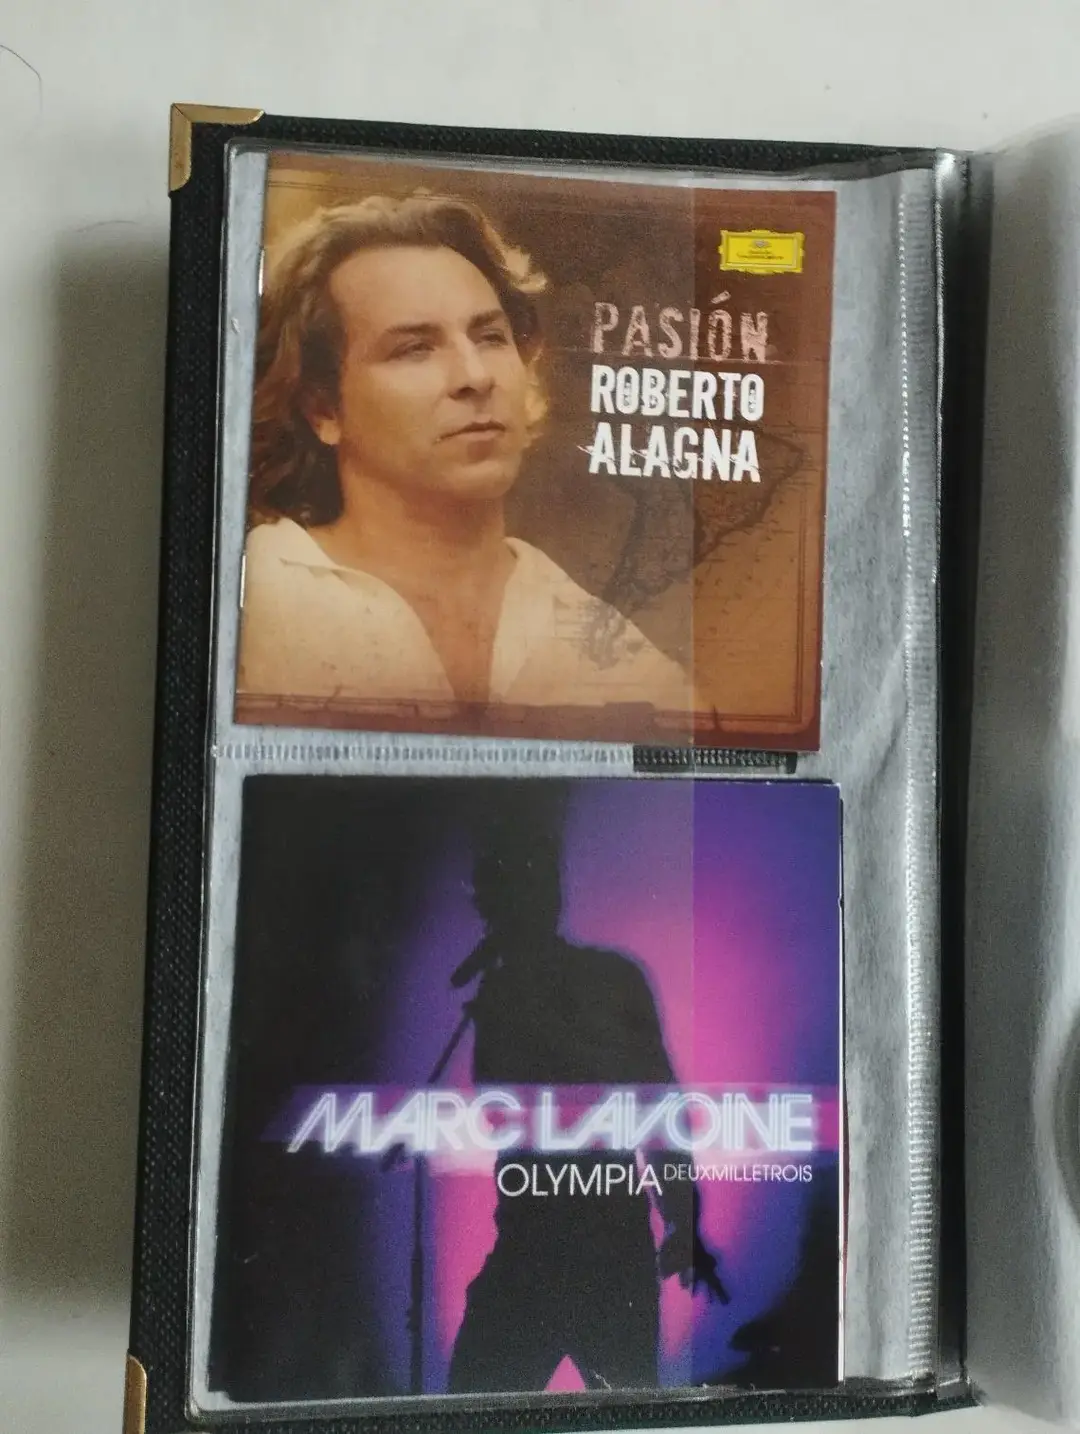 PASIÓN
ROBERTO
ALAGNA
MARC LAVOINE
OLYMPIA DEUXMILLETROIS